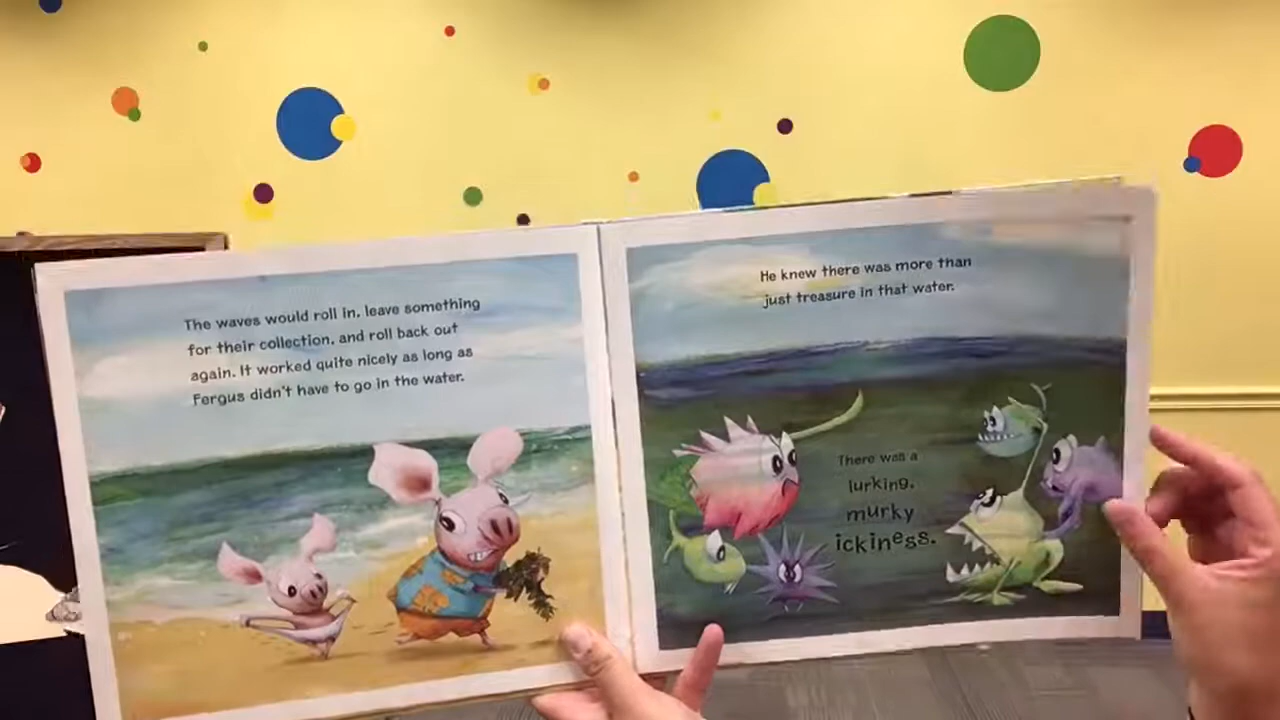 The waves would roll in, leave something
for their collection, and roll back out
again. It worked quite nicely as long as
Fergus didn't have to go in the water.
He knew there was more than
just treasure in that water.
There was a
lurking,
murky
ickiness.